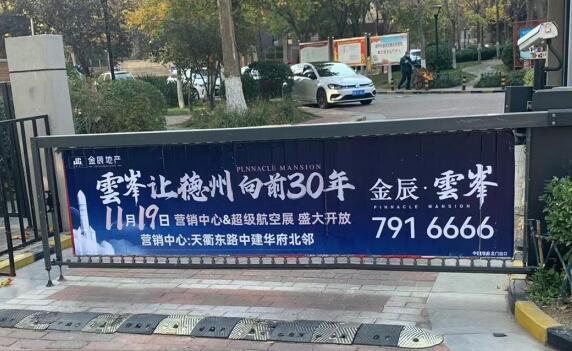 金辰地产
PINNACLE MANSION
雲峯让德州向前30年
11月19日 营销中心&超级航空展 盛大开放
营销中心:天衢东路中建华府北邻
金辰·雲峯
PINNACLE MANSION
791 6666